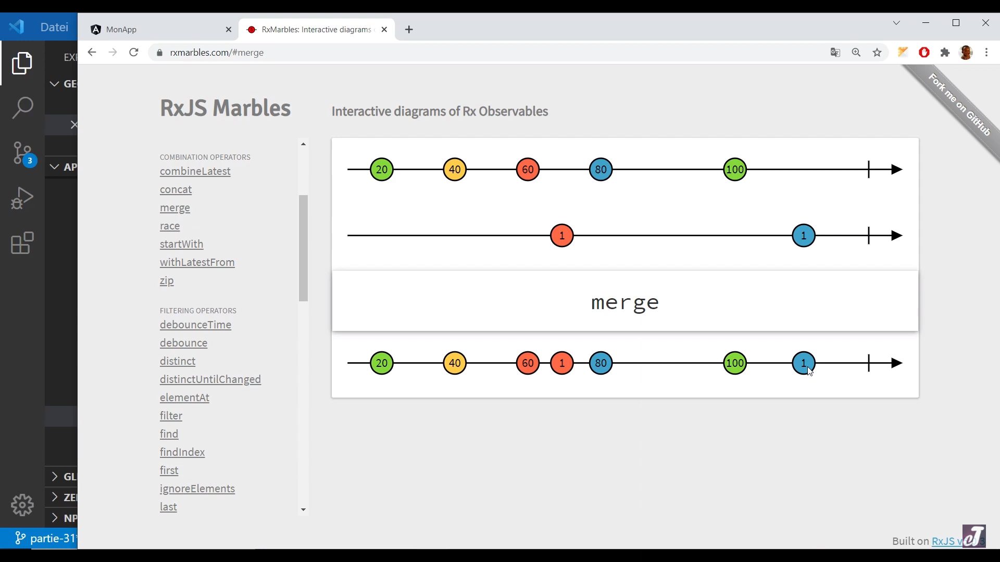 Datei
MonApp
RxMarbles: Interactive diagrams
rxmarbles.com/#merge
EXP
GE
AP
GL
ZE
NP
3
partie-31*
Fork me on GitHub
RxJS Marbles
Interactive diagrams of Rx Observables
COMBINATION OPERATORS
combineLatest
concat
merge
race
startWith
withLatestFrom
zip
FILTERING OPERATORS
debounceTime
debounce
distinct
distinctUntilChanged
elementAt
filter
find
findIndex
first
ignoreElements
last
20 40 60 80 100
1 1
merge
20 40 60 1 80 100 1
Built on RxJS v